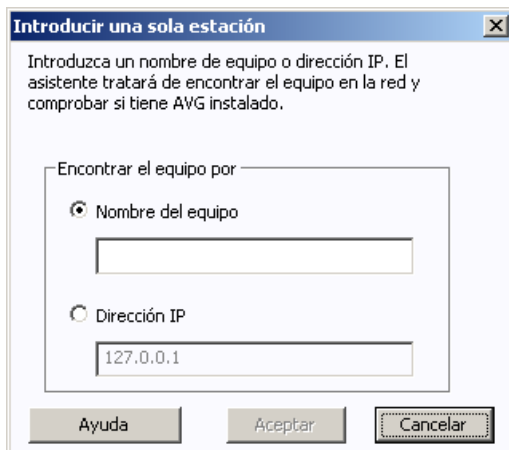 Introducir una sola estación
Introduzca un nombre de equipo o dirección IP. El
asistente tratará de encontrar el equipo en la red y
comprobar si tiene AVG instalado.
Encontrar el equipo por
Nombre del equipo
Dirección IP
127.0.0.1
Ayuda
Aceptar
Cancelar